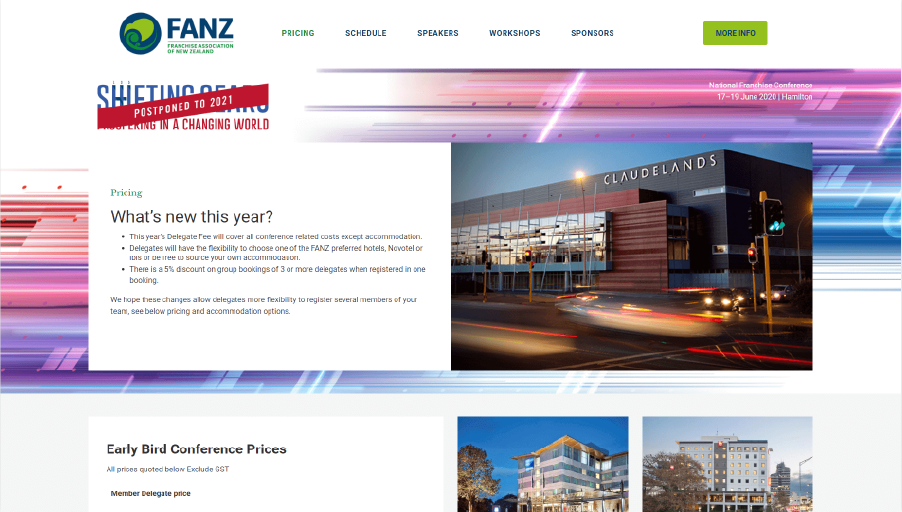 FANZ
FRANCHISE ASSOCIATION
OF NEW ZEALAND
PRICING
SCHEDULE
SPEAKERS
WORKSHOPS
SPONSORS
MORE INFO
SHIFTING GEARS
POSTPONED TO 2021
PROSPERING IN A CHANGING WORLD
National Franchise Conference
17–19 June 2020 | Hamilton
Pricing
What's new this year?
This year's Delegate Fee will cover all conference related costs except accommodation.
Delegates will have the flexibility to choose one of the FANZ preferred hotels, Novotel or
Ibis or be free to source your own accommodation.
There is a 5% discount on group bookings of 3 or more delegates when registered in one
booking.
We hope these changes allow delegates more flexibility to register several members of your
team, see below pricing and accommodation options.
CLAUDELANDS
Early Bird Conference Prices
All prices quoted below Exclude GST
Member Delegate price